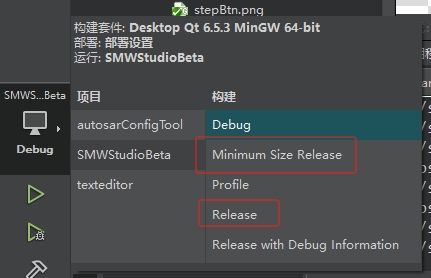 stepBtn.png
构建套件: Desktop Qt 6.5.3 MinGW 64-bit
部署: 部署设置
运行: SMWStudioBeta
SMWS...Beta
Debug
项目 构建
autosarConfigTool Debug
SMWStudioBeta Minimum Size Release
texteditor Profile
Release
Release with Debug Information